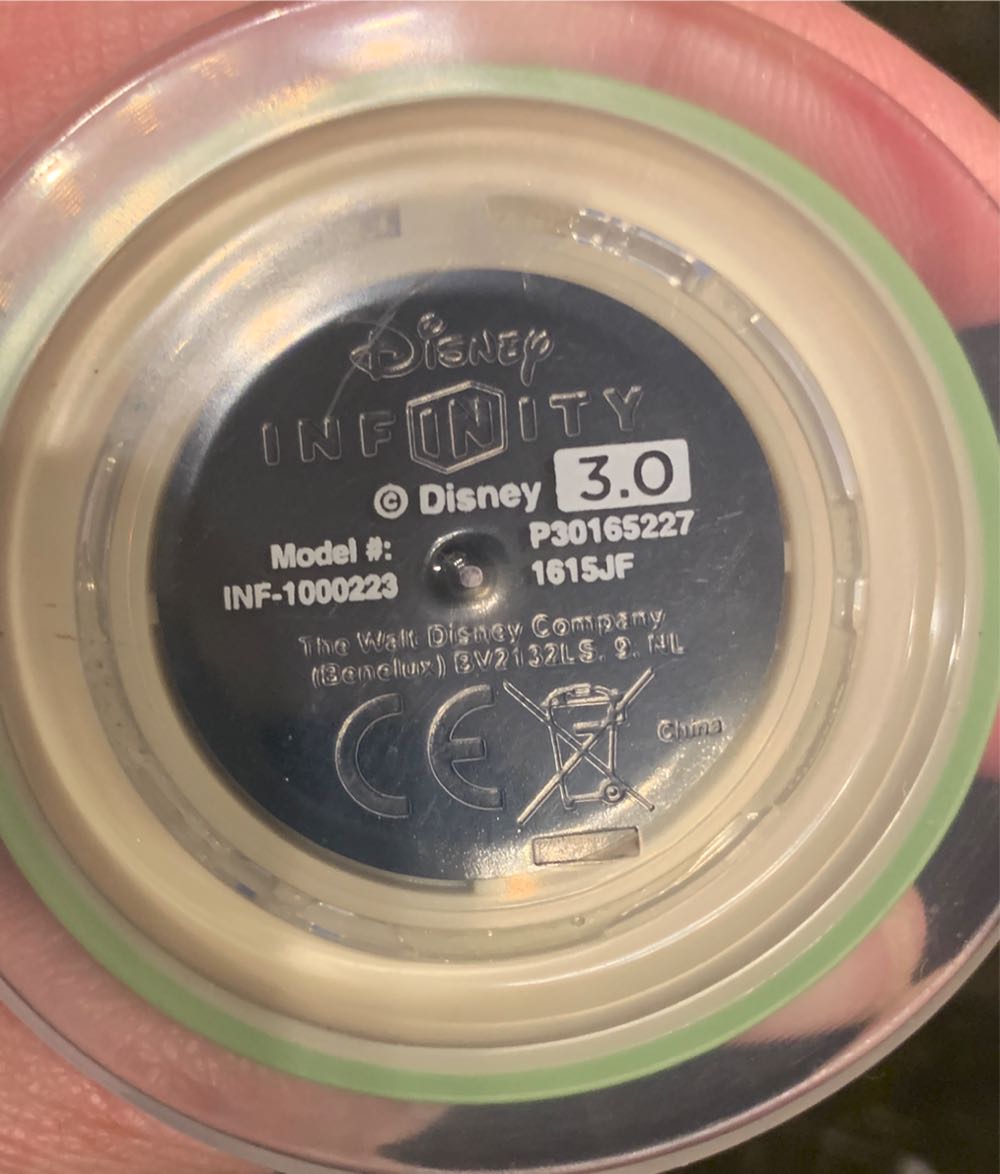 Disney
INFINITY
© Disney 3.0
Model #: P30165227
INF-1000223 1615JF
The Walt Disney Company
(Benelux) BV2132LS. 9. NL
CE
China